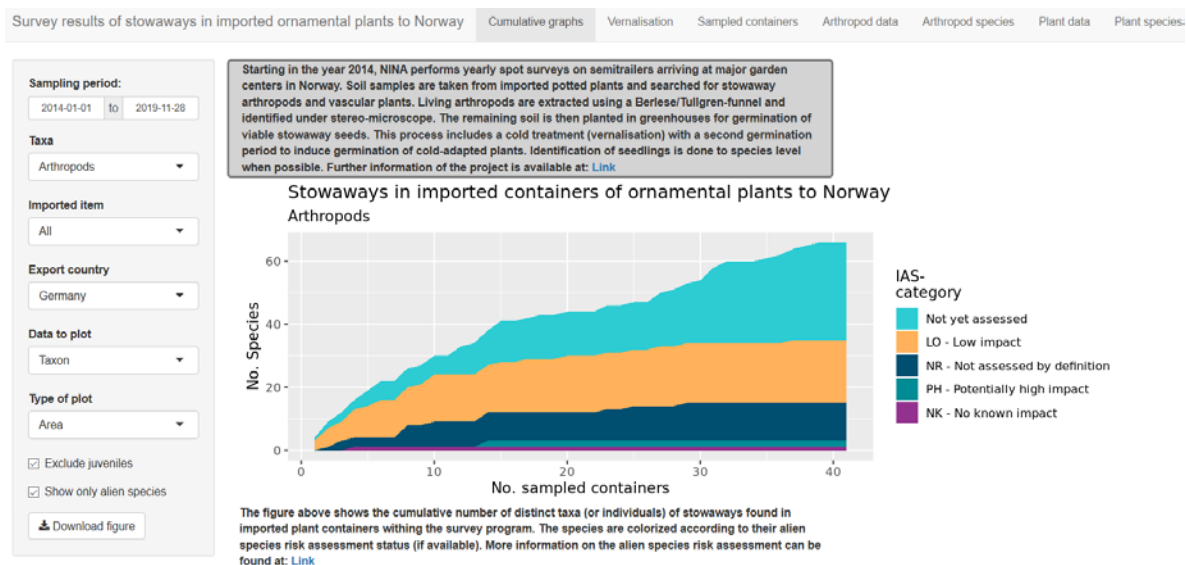 Survey results of stowaways in imported ornamental plants to Norway Cumulative graphs Vernalisation Sampled containers Arthropod data Arthropod species Plant data Plant species
Sampling period:
2014-01-01 to 2019-11-28
Taxa
Arthropods
Imported item
All
Export country
Germany
Data to plot
Taxon
Type of plot
Area
Exclude juveniles
Show only alien species
Download figure
Starting in the year 2014, NINA performs yearly spot surveys on semitrailers arriving at major garden
centers in Norway. Soil samples are taken from imported potted plants and searched for stowaway
arthropods and vascular plants. Living arthropods are extracted using a Berlese/Tullgren-funnel and
identified under stereo-microscope. The remaining soil is then planted in greenhouses for germination of
viable stowaway seeds. This process includes a cold treatment (vernalisation) with a second germination
period to induce germination of cold-adapted plants. Identification of seedlings is done to species level
when possible. Further information of the project is available at: Link
Stowaways in imported containers of ornamental plants to Norway
Arthropods
No. Species
60
40
20
0
0 10 20 30 40
No. sampled containers
IAS-
category
Not yet assessed
LO - Low impact
NR - Not assessed by definition
PH - Potentially high impact
NK - No known impact
The figure above shows the cumulative number of distinct taxa (or individuals) of stowaways found in
imported plant containers withing the survey program. The species are colorized according to their alien
species risk assessment status (if available). More information on the alien species risk assessment can be
found at: Link